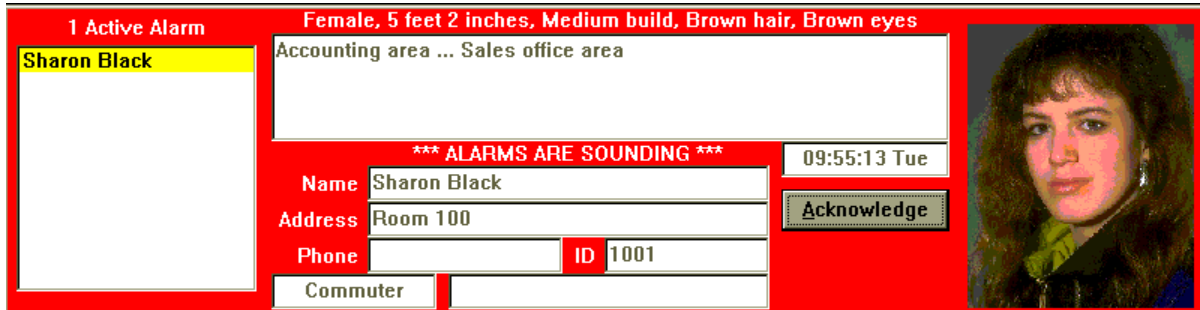 1 Active Alarm
Sharon Black
Female, 5 feet 2 inches, Medium build, Brown hair, Brown eyes
Accounting area ... Sales office area
*** ALARMS ARE SOUNDING ***
09:55:13 Tue
Name Sharon Black
Acknowledge
Address Room 100
Phone ID 1001
Commuter